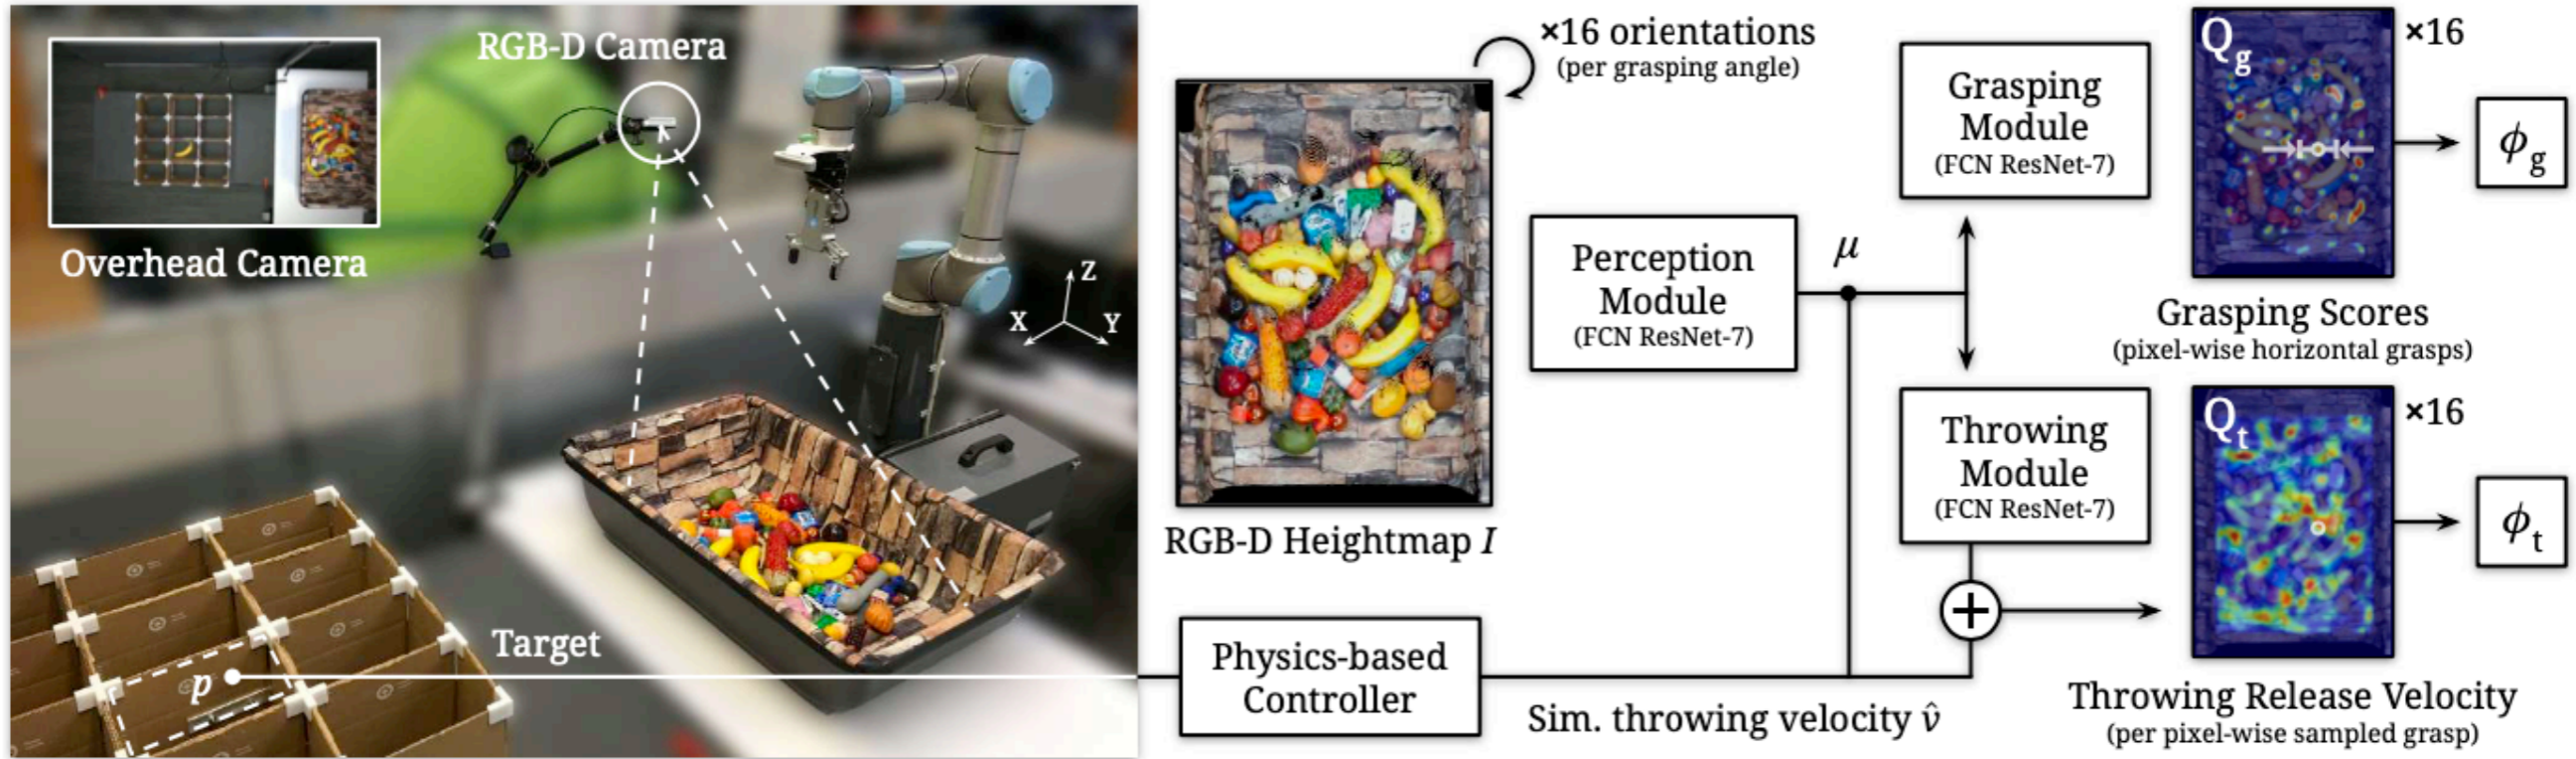 RGB-D Camera
Overhead Camera
Z
X
Y
Target
p
×16 orientations
(per grasping angle)
RGB-D Heightmap I
Perception
Module
(FCN ResNet-7)
μ
Grasping
Module
(FCN ResNet-7)
Throwing
Module
(FCN ResNet-7)
+
Physics-based
Controller
Sim. throwing velocity v̂
Qg
×16
ϕg
Grasping Scores
(pixel-wise horizontal grasps)
Qt
×16
ϕt
Throwing Release Velocity
(per pixel-wise sampled grasp)